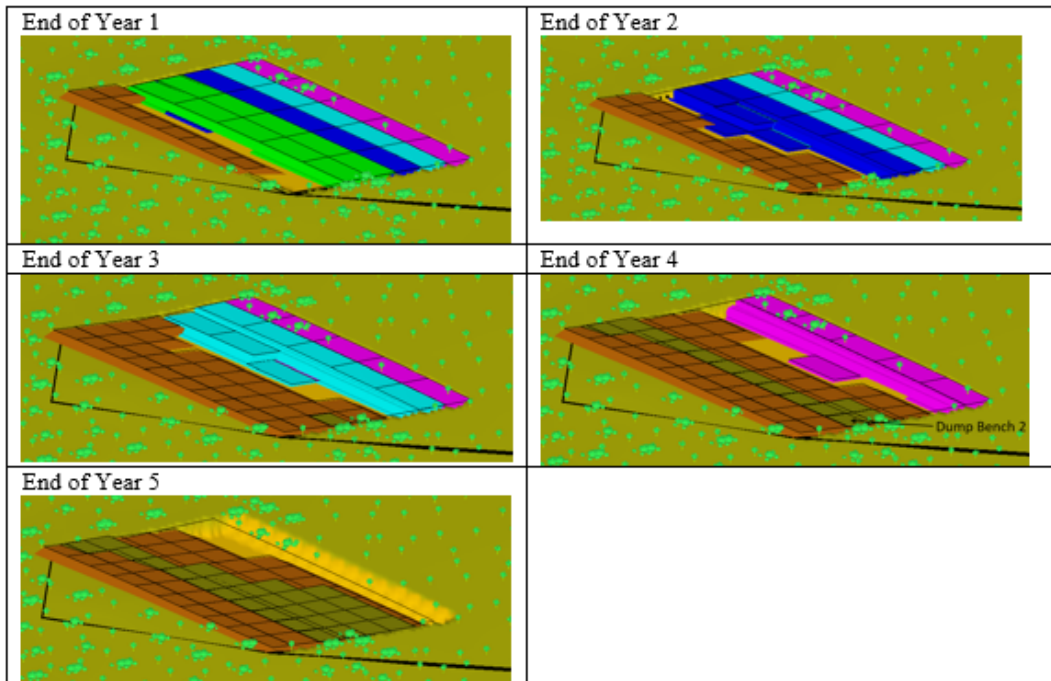 End of Year 1
End of Year 2
End of Year 3
End of Year 4
Dump Bench 2
End of Year 5